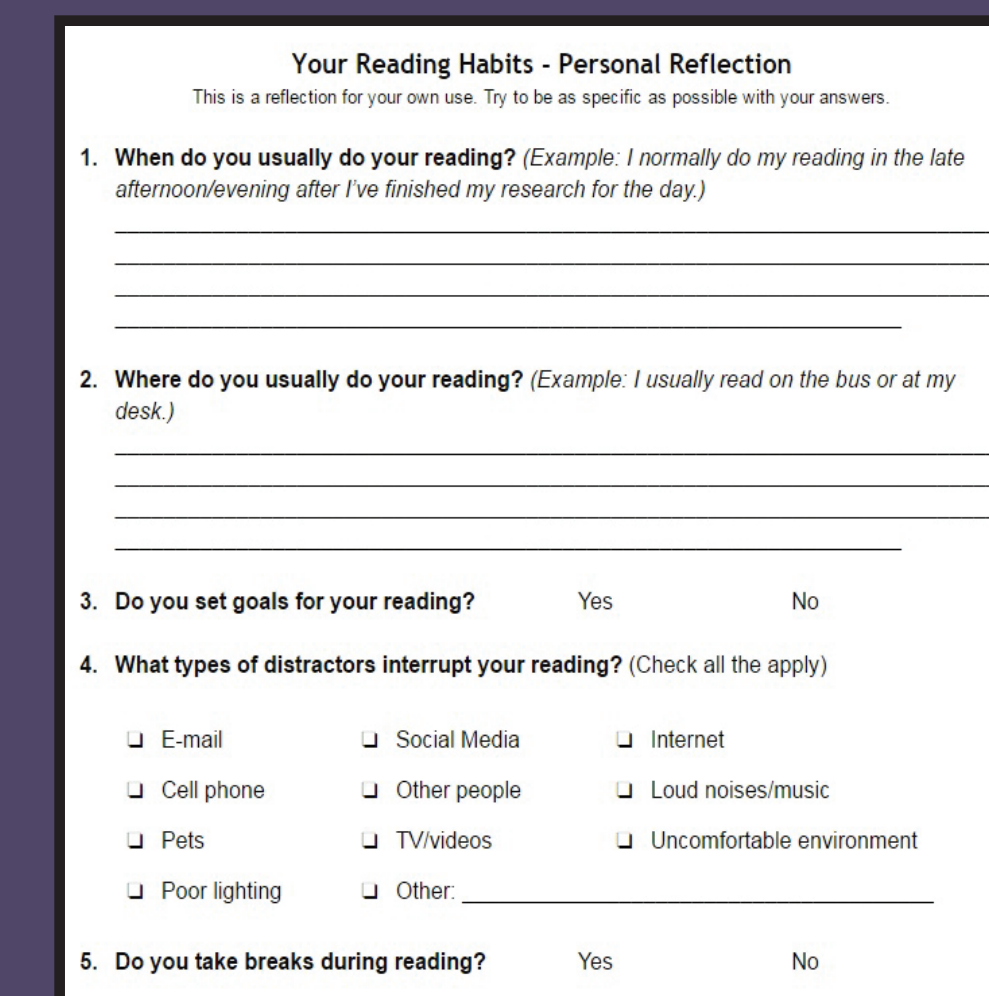 Your Reading Habits - Personal Reflection
This is a reflection for your own use. Try to be as specific as possible with your answers.
1. When do you usually do your reading? (Example: I normally do my reading in the late
afternoon/evening after I've finished my research for the day.)
2. Where do you usually do your reading? (Example: I usually read on the bus or at my
desk.)
3. Do you set goals for your reading? Yes No
4. What types of distractors interrupt your reading? (Check all the apply)
❏ E-mail ❏ Social Media ❏ Internet
❏ Cell phone ❏ Other people ❏ Loud noises/music
❏ Pets ❏ TV/videos ❏ Uncomfortable environment
❏ Poor lighting ❏ Other: ____________________
5. Do you take breaks during reading? Yes No